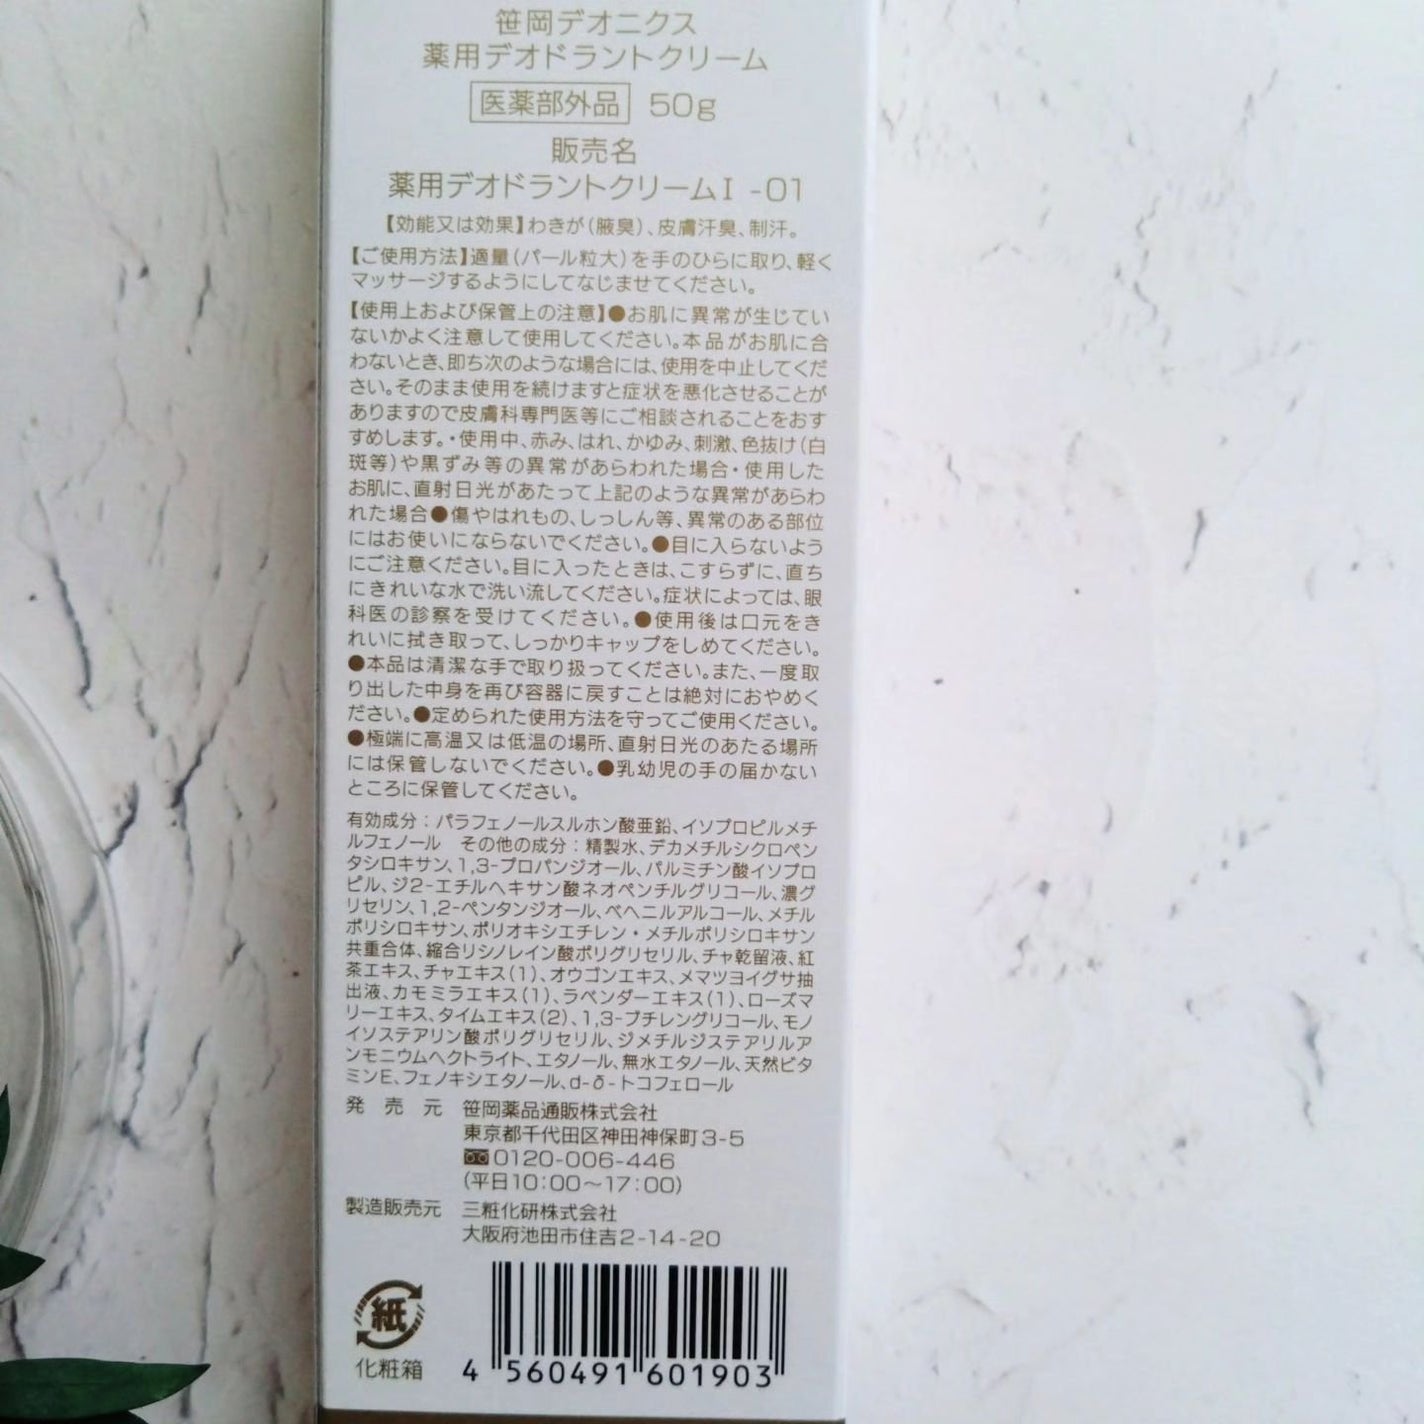 笹岡デオニクス
薬用デオドラントクリーム
医薬部外品 50g
販売名
薬用デオドラントクリームⅠ-01
【効能又は効果】わきが(腋臭)、皮膚汗臭、制汗。
【ご使用方法】適量(パール粒大)を手のひらに取り、軽く
マッサージするようにしてなじませてください。
【使用上および保管上の注意】●お肌に異常が生じてい
ないかよく注意して使用してください。本品がお肌に合
わないとき、即ち次のような場合には、使用を中止してくだ
さい。そのまま使用を続けますと症状を悪化させることが
ありますので皮膚科専門医等にご相談されることをおす
すめします。・使用中、赤み、はれ、かゆみ、刺激、色抜け(白
斑等)や黒ずみ等の異常があらわれた場合・使用した
お肌に、直射日光があたって上記のような異常があらわ
れた場合●傷やはれもの、しっしん等、異常のある部位
にはお使いにならないでください。●目に入らないよう
にご注意ください。目に入ったときは、こすらずに、直ち
にきれいな水で洗い流してください。症状によっては、眼
科医の診察を受けてください。●使用後は口元をき
れいに拭き取って、しっかりキャップをしめてください。
●本品は清潔な手で取り扱ってください。また、一度取
り出した中身を再び容器に戻すことは絶対におやめく
ださい。●定められた使用方法を守ってご使用ください。
●極端に高温又は低温の場所、直射日光のあたる場所
には保管しないでください。●乳幼児の手の届かない
ところに保管してください。
有効成分：パラフェノールスルホン酸亜鉛、イソプロピルメチ
ルフェノール その他の成分：精製水、デカメチルシクロペン
タシロキサン、1,3-プロパンジオール、パルミチン酸イソプロ
ピル、ジ2-エチルヘキサン酸ネオペンチルグリコール、濃グ
リセリン、1,2-ペンタンジオール、ベヘニルアルコール、メチル
ポリシロキサン、ポリオキシエチレン・メチルポリシロキサン
共重合体、縮合リシノレイン酸ポリグリセリル、チャ乾留液、紅
茶エキス、チャエキス(1)、オウゴンエキス、メマツヨイグサ抽
出液、カモミラエキス(1)、ラベンダーエキス(1)、ローズマ
リーエキス、タイムエキス(2)、1,3-ブチレングリコール、モノ
イソステアリン酸ポリグリセリル、ジメチルジステアリルア
ンモニウムヘクトライト、エタノール、無水エタノール、天然ビタ
ミンE、フェノキシエタノール、d-δ-トコフェロール
発売元 笹岡薬品通販株式会社
東京都千代田区神田神保町3-5
0120-006-446
(平日10:00～17:00)
製造販売元 三粧化研株式会社
大阪府池田市住吉2-14-20
紙
化粧箱
4 560491 601903